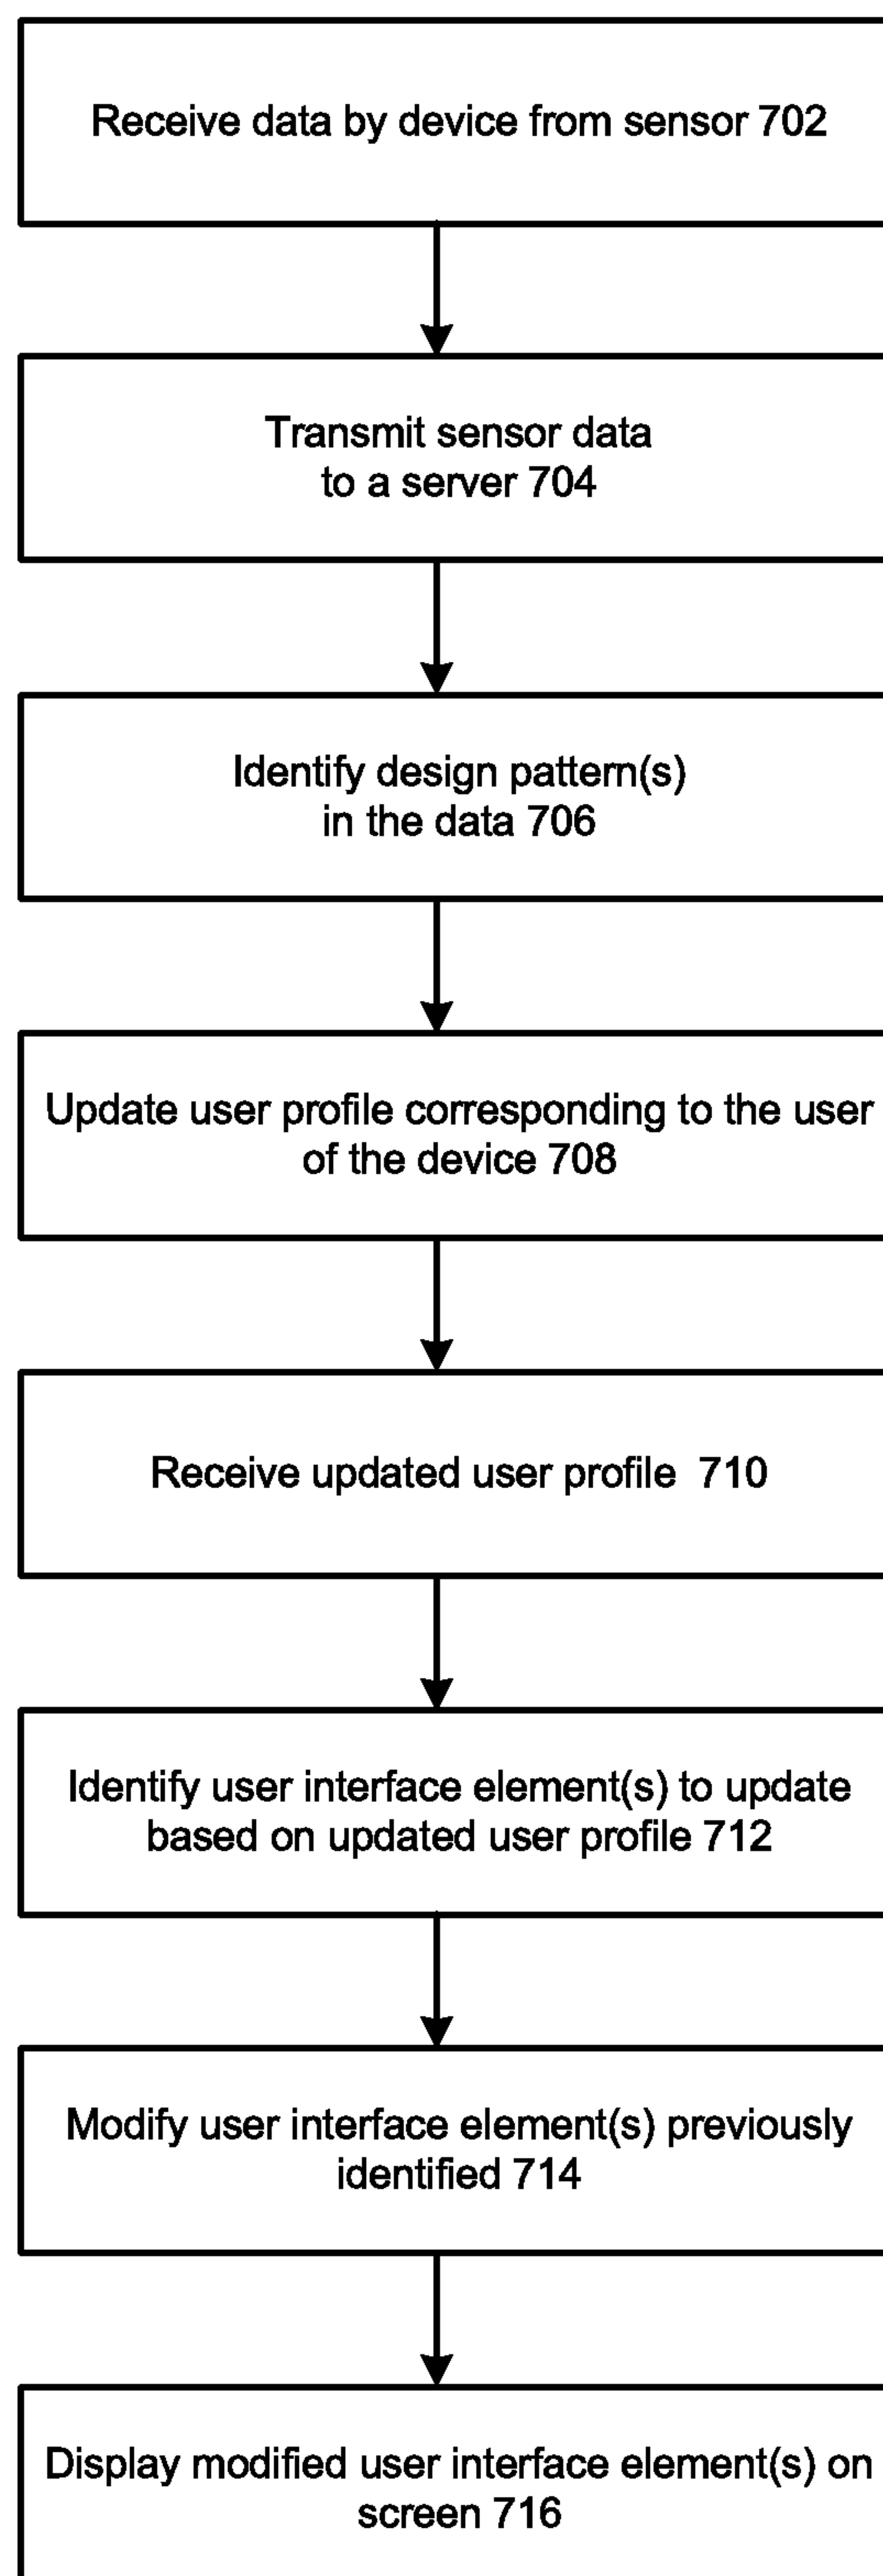 Receive data by device from sensor 702
Transmit sensor data
to a server 704
Identify design pattern(s)
in the data 706
Update user profile corresponding to the user
of the device 708
Receive updated user profile 710
Identify user interface element(s) to update
based on updated user profile 712
Modify user interface element(s) previously
identified 714
Display modified user interface element(s) on
screen 716